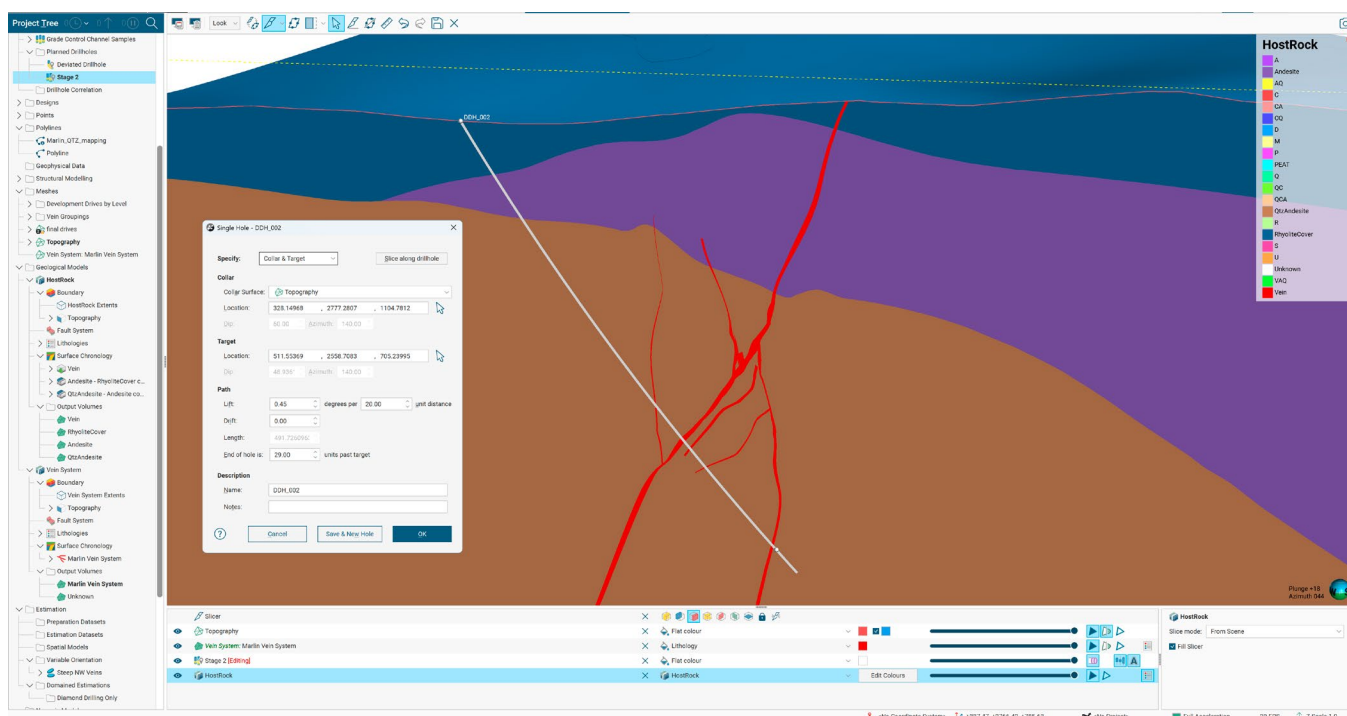 Project Tree
Look
Grade Control Channel Samples
Planned Drillholes
Deviated Drillhole
Stage 2
Drillhole Correlation
Designs
Points
Polylines
Marlin_QTZ_mapping
Polyline
Geophysical Data
Structural Modelling
Meshes
Development Drives by Level
Vein Groupings
final drives
Topography
Vein System: Marlin Vein System
Geological Models
HostRock
Boundary
HostRock Extents
Topography
Fault System
Lithologies
Surface Chronology
Vein
Andesite - RhyoliteCover c...
QtzAndesite - Andesite co...
Output Volumes
Vein
RhyoliteCover
Andesite
QtzAndesite
Vein System
Boundary
Vein System Extents
Topography
Fault System
Lithologies
Surface Chronology
Marlin Vein System
Output Volumes
Marlin Vein System
Unknown
Estimation
Preparation Datasets
Estimation Datasets
Spatial Models
Variable Orientation
Steep NW Veins
Domained Estimations
Diamond Drilling Only
DDH_002
Single Hole - DDH_002
Specify: Collar & Target Slice along drillhole
Collar
Collar Surface: Topography
Location: 328.14968 , 2777.2807 , 1104.7812
Dip: 60.00 Azimuth: 140.00
Target
Location: 511.55369 , 2558.7083 , 705.23995
Dip: Azimuth: 140.00
Path
Lift: 0.45 degrees per 20.00 unit distance
Drift: 0.00
Length:
End of hole is: 29.00 units past target
Description
Name: DDH_002
Notes:
Cancel Save & New Hole OK
HostRock
A
Andesite
AQ
C
CA
CQ
D
M
P
PEAT
Q
QC
QCA
QtzAndesite
R
RhyoliteCover
S
U
Unknown
VAQ
Vein
Plunge +18
Azimuth 044
Slicer
Topography Flat colour
Vein System: Marlin Vein System Lithology
Stage 2 [Editing] Flat colour
HostRock HostRock Edit Colours
HostRock
Slice mode: From Scene
Fill Slicer